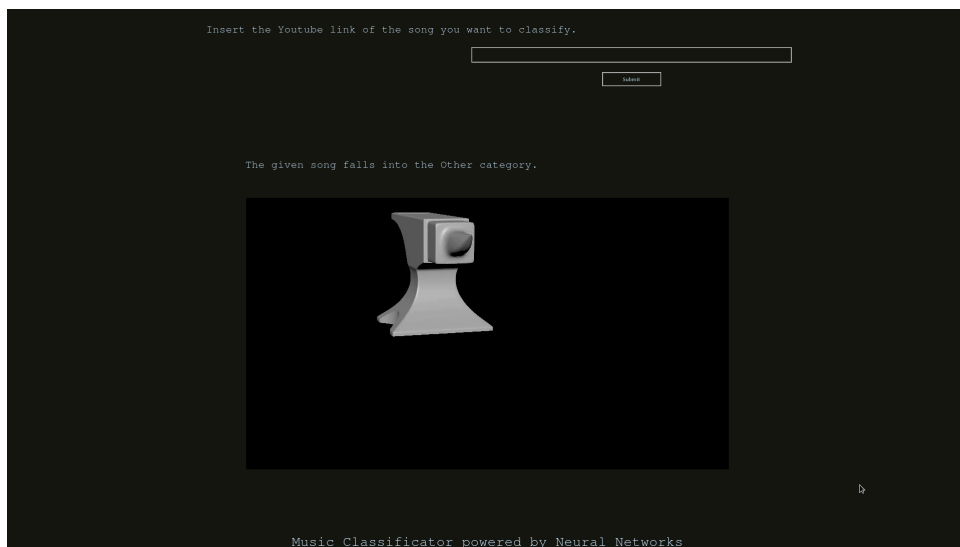 Insert the Youtube link of the song you want to classify.
Submit
The given song falls into the Other category.
Music Classificator powered by Neural Networks